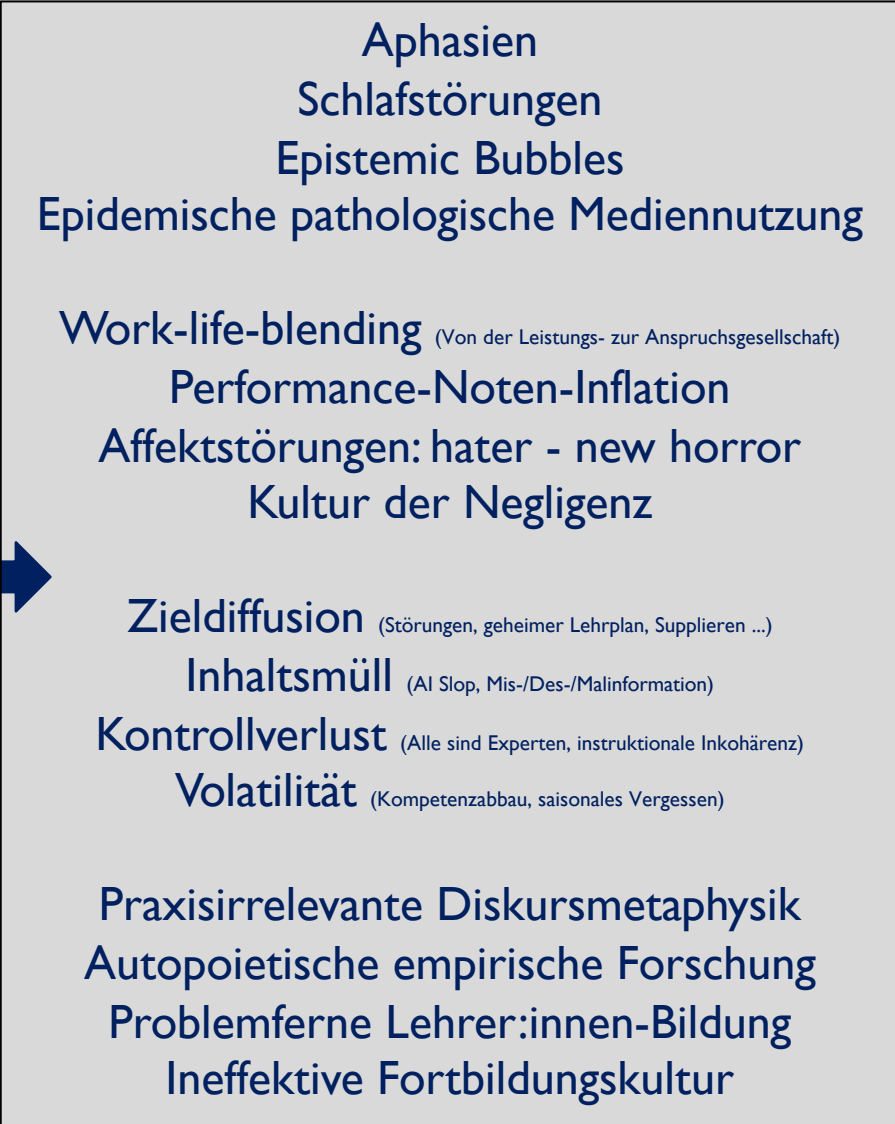 Aphasien
Schlafstörungen
Epistemic Bubbles
Epidemische pathologische Mediennutzung
Work-life-blending (Von der Leistungs- zur Anspruchsgesellschaft)
Performance-Noten-Inflation
Affektstörungen: hater - new horror
Kultur der Negligenz
Zieldiffusion (Störungen, geheimer Lehrplan, Supplieren ...)
Inhaltsmüll (AI Slop, Mis-/Des-/Malinformation)
Kontrollverlust (Alle sind Experten, instruktionale Inkohärenz)
Volatilität (Kompetenzabbau, saisonales Vergessen)
Praxisirrelevante Diskursmetaphysik
Autopoietische empirische Forschung
Problemferne Lehrer:innen-Bildung
Ineffektive Fortbildungskultur